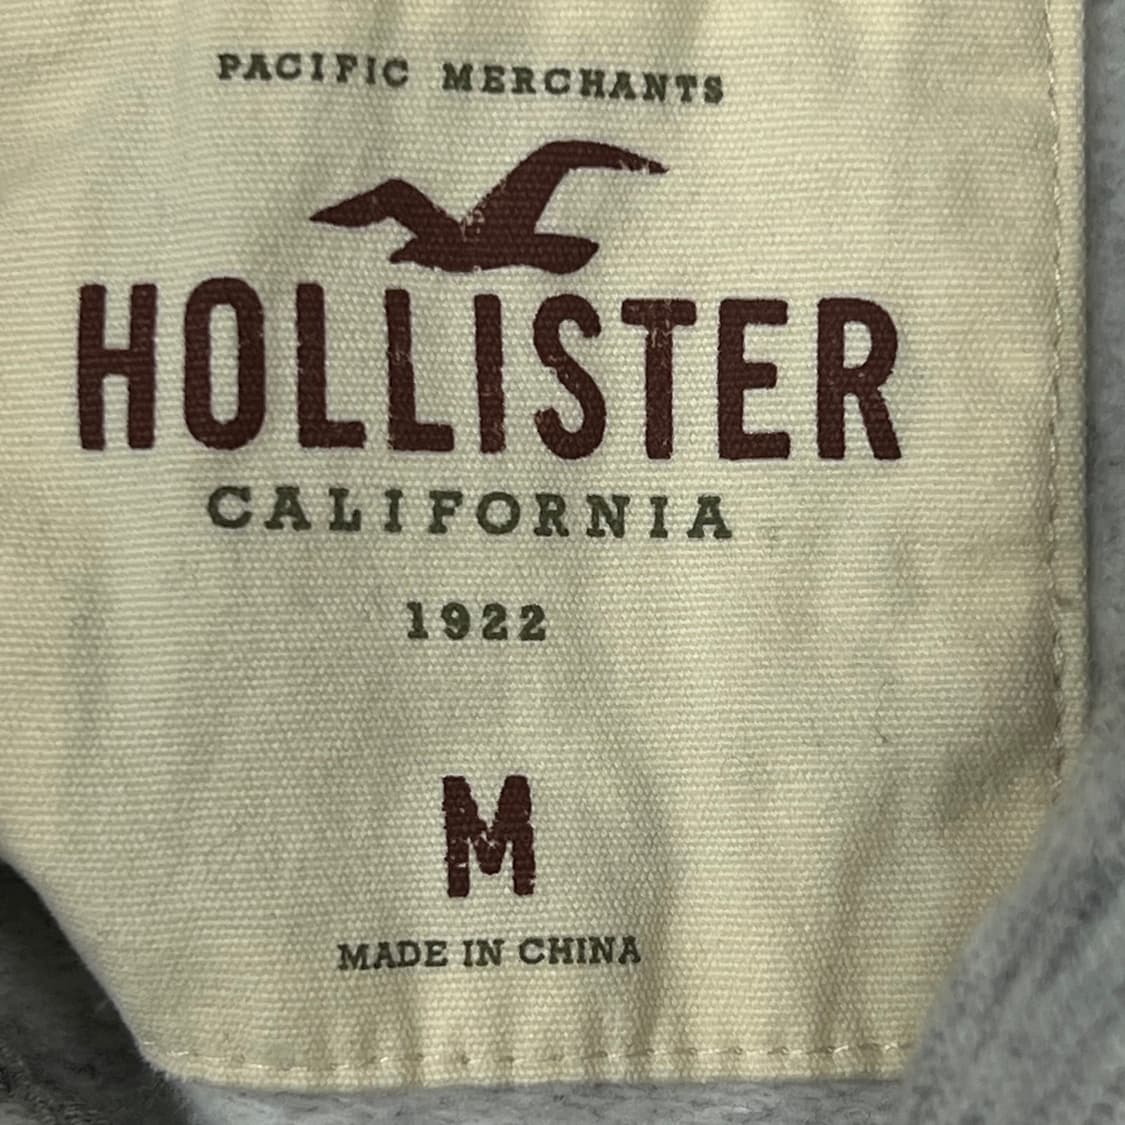 PACIFIC MERCHANTS
HOLLISTER
CALIFORNIA
1922
M
MADE IN CHINA